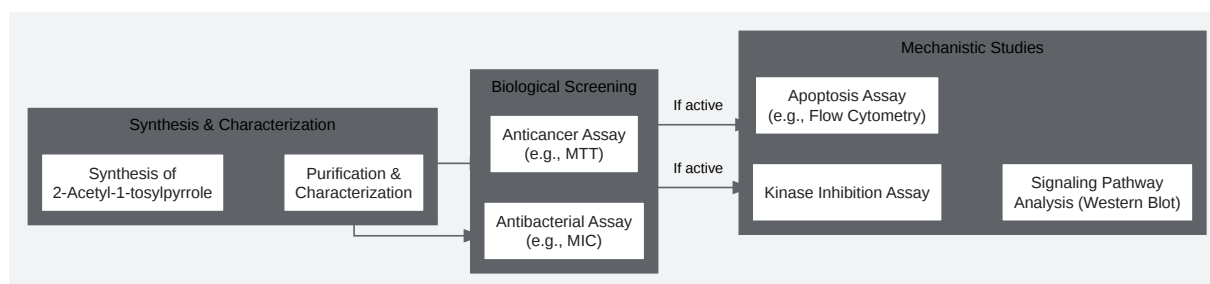 Synthesis & Characterization
Synthesis of
2-Acetyl-1-tosylpyrrole
Purification &
Characterization
Biological Screening
Anticancer Assay
(e.g., MTT)
Antibacterial Assay
(e.g., MIC)
If active
If active
Mechanistic Studies
Apoptosis Assay
(e.g., Flow Cytometry)
Kinase Inhibition Assay
Signaling Pathway
Analysis (Western Blot)